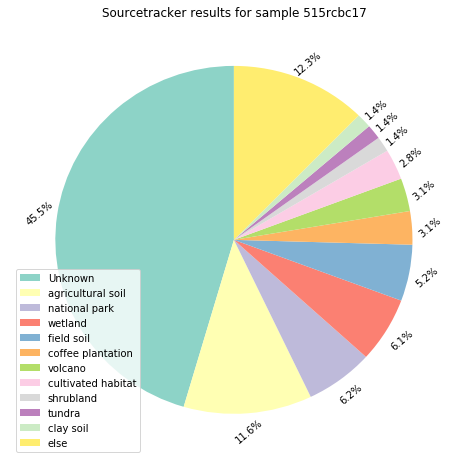 Sourcetracker results for sample 515rcbc17
12.3%
1.4%
1.4%
1.4%
2.8%
3.1%
3.1%
5.2%
6.1%
6.2%
11.6%
45.5%
Unknown
agricultural soil
national park
wetland
field soil
coffee plantation
volcano
cultivated habitat
shrubland
tundra
clay soil
else